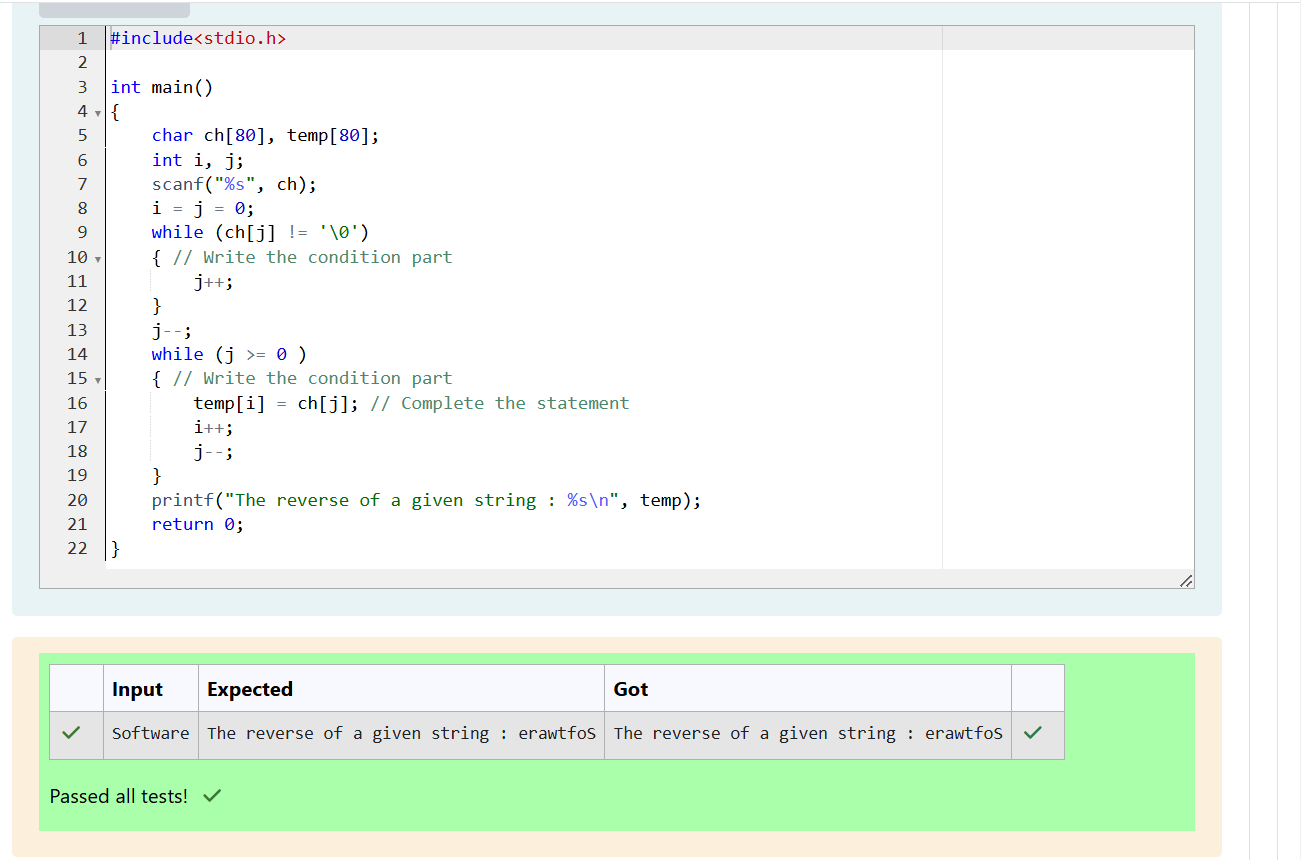 1 #include<stdio.h>
2
3 int main()
4 {
5     char ch[80], temp[80];
6     int i, j;
7     scanf("%s", ch);
8     i = j = 0;
9     while (ch[j] != '\0')
10     { // Write the condition part
11         j++;
12     }
13     j--;
14     while (j >= 0 )
15     { // Write the condition part
16         temp[i] = ch[j]; // Complete the statement
17         i++;
18         j--;
19     }
20     printf("The reverse of a given string : %s\n", temp);
21     return 0;
22 }
Input Expected Got
Software The reverse of a given string : erawtfoS The reverse of a given string : erawtfoS
Passed all tests!